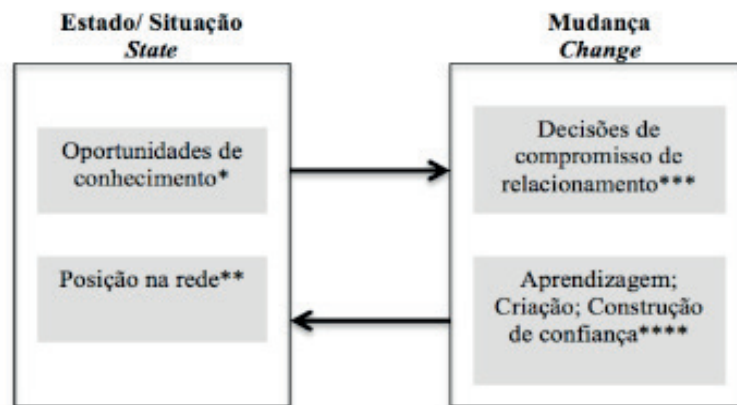 Estado/ Situação
State
Oportunidades de
conhecimento*
Posição na rede**
Mudança
Change
Decisões de
compromisso de
relacionamento***
Aprendizagem;
Criação; Construção
de confiança****